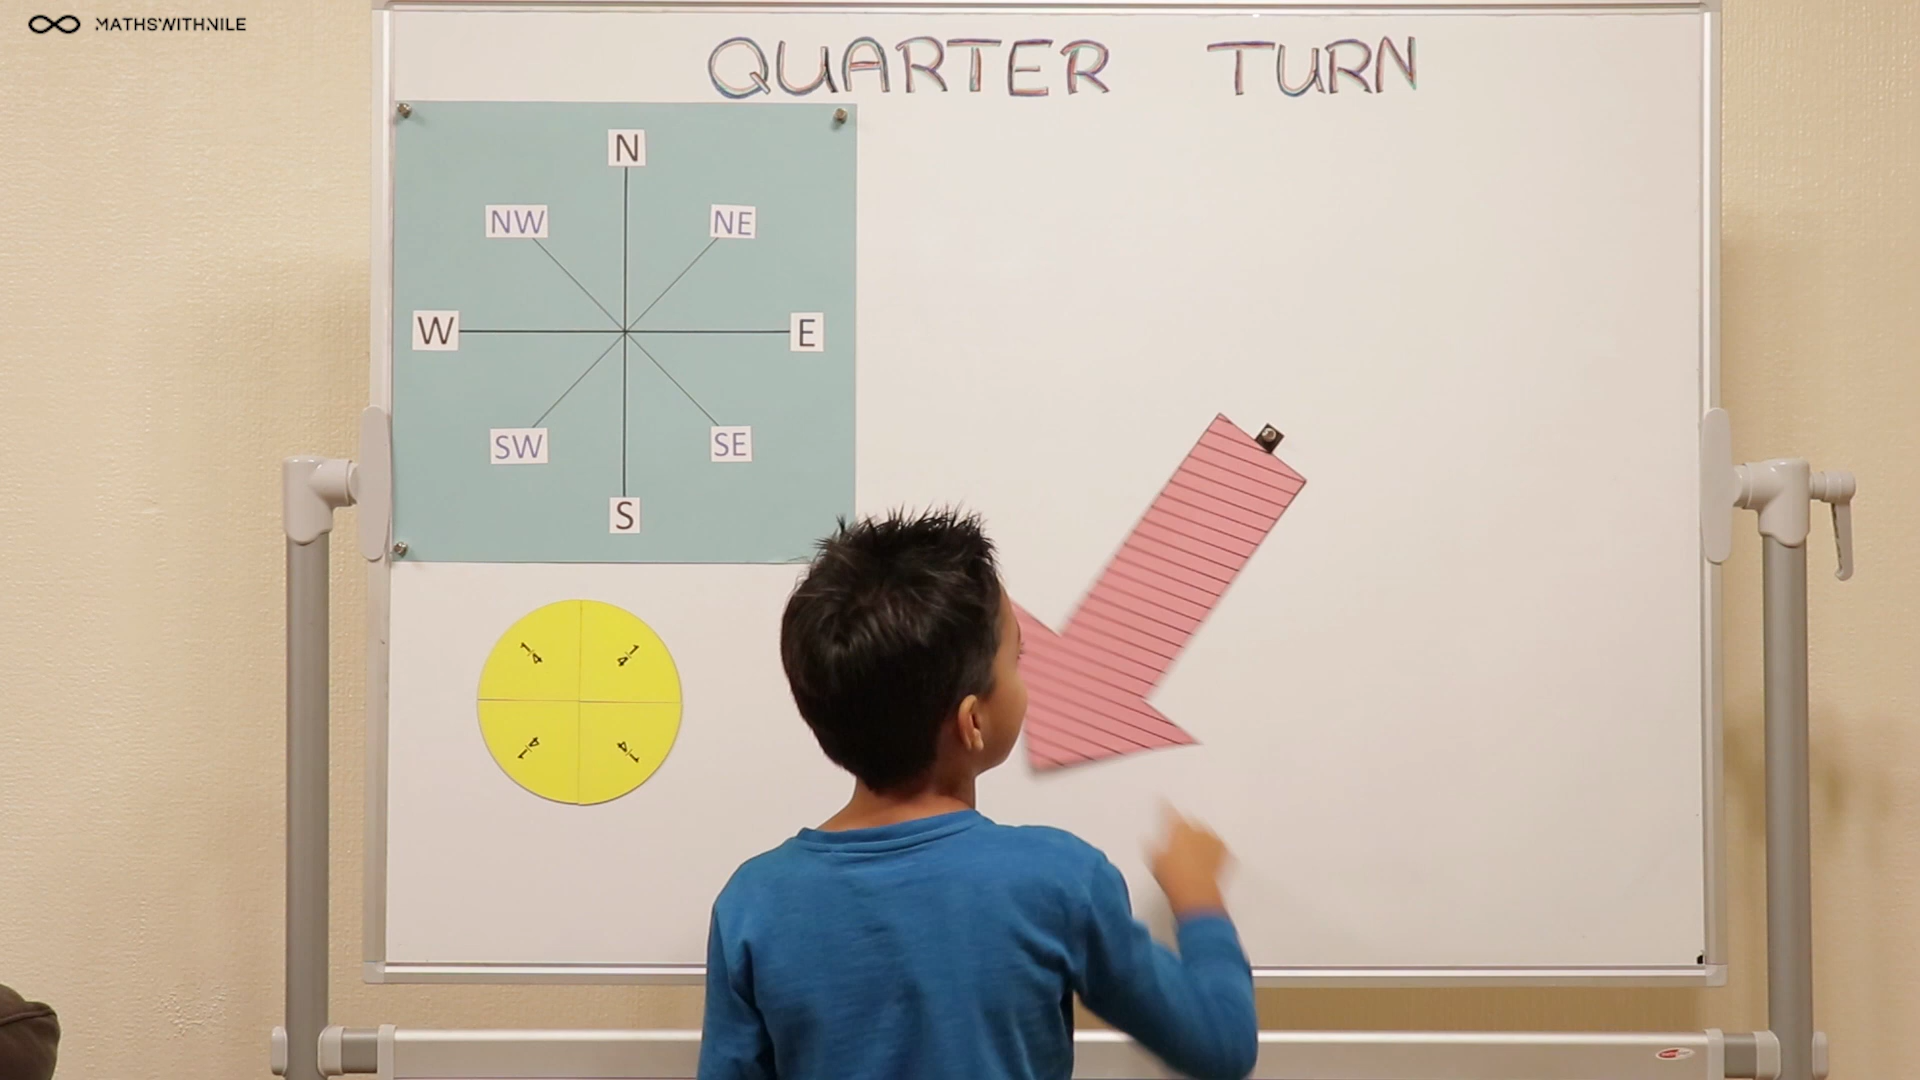 MATHSWITHNILE
QUARTER TURN
N
NW NE
W E
SW SE
S
1/4 1/4
1/4 1/4